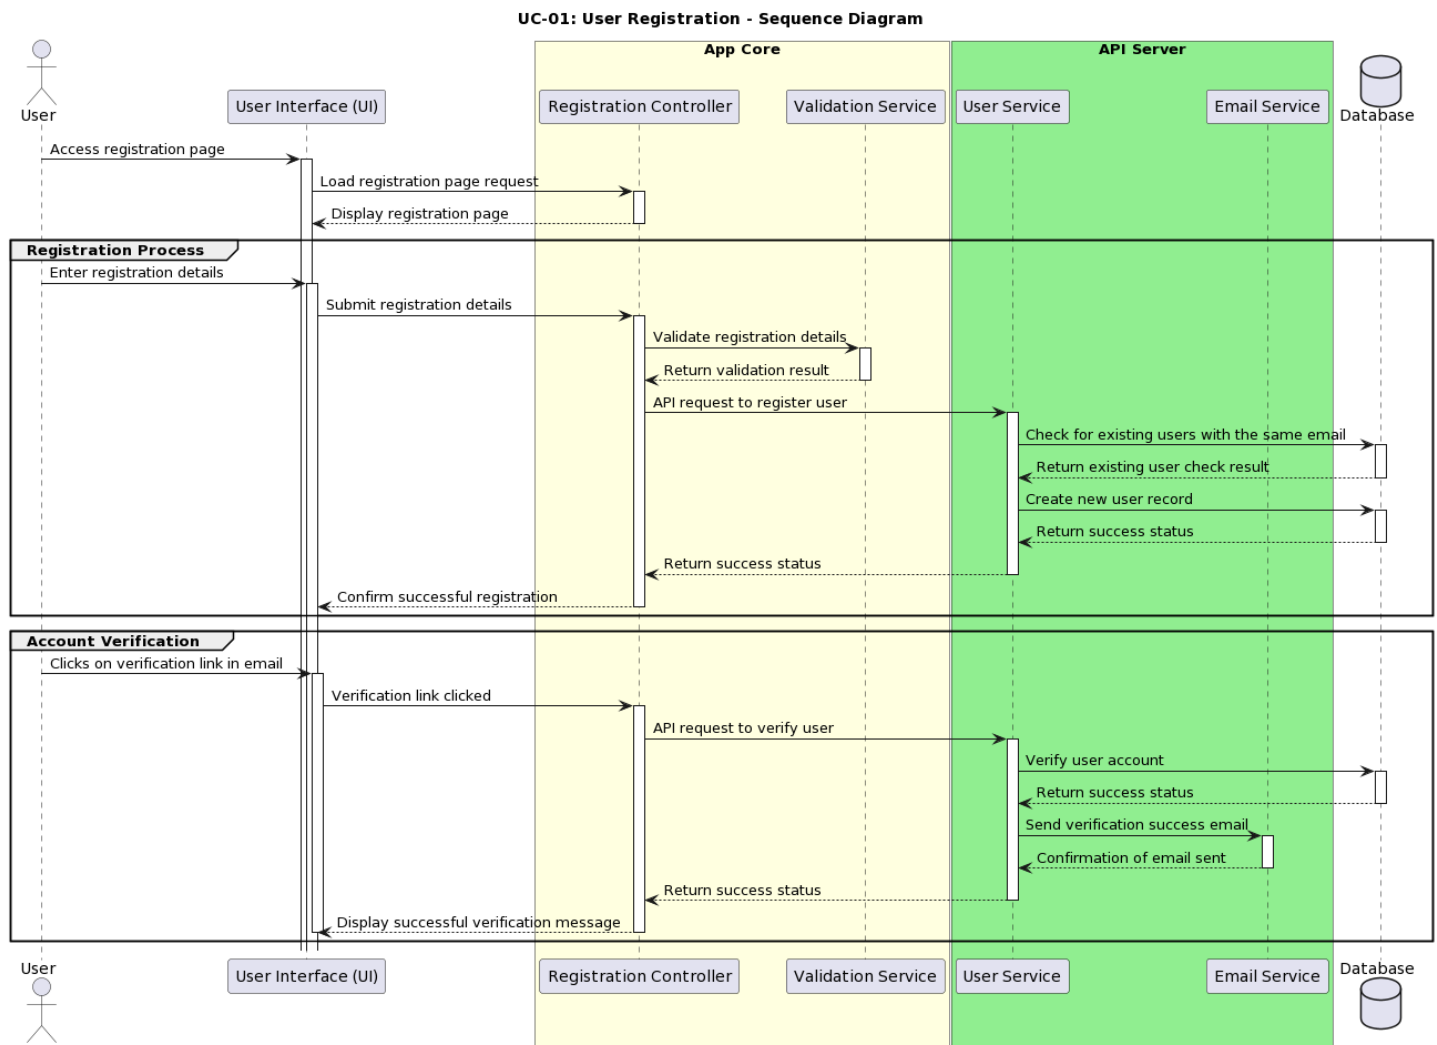 UC-01: User Registration - Sequence Diagram
App Core
API Server
User
User Interface (UI)
Registration Controller
Validation Service
User Service
Email Service
Database
Access registration page
Load registration page request
Display registration page
Registration Process
Enter registration details
Submit registration details
Validate registration details
Return validation result
API request to register user
Check for existing users with the same email
Return existing user check result
Create new user record
Return success status
Return success status
Confirm successful registration
Account Verification
Clicks on verification link in email
Verification link clicked
API request to verify user
Verify user account
Return success status
Send verification success email
Confirmation of email sent
Return success status
Display successful verification message
User
User Interface (UI)
Registration Controller
Validation Service
User Service
Email Service
Database